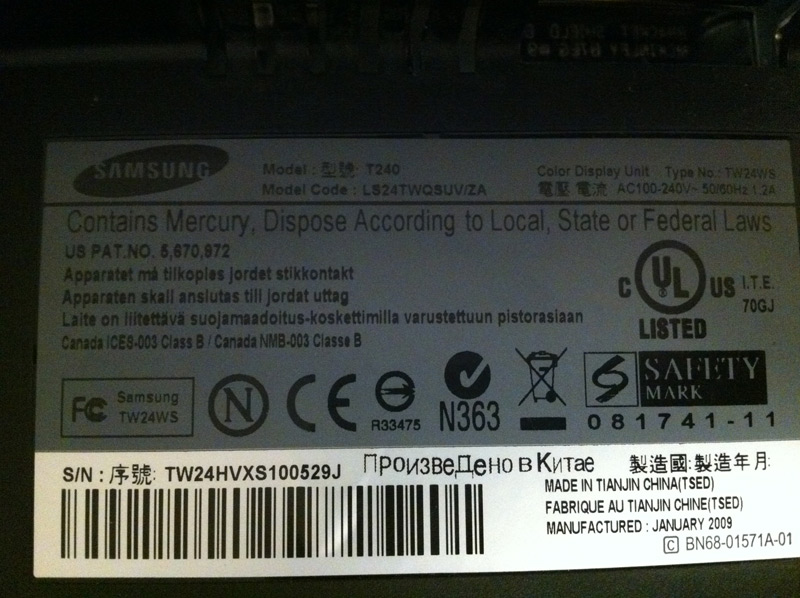 SAMSUNG
Model : 型號: T240
Model Code : LS24TWQSUV/ZA
Color Display Unit Type No.: TW24WS
電壓 電流 AC100-240V~ 50/60Hz 1.2A
Contains Mercury, Dispose According to Local, State or Federal Laws
US PAT.NO. 5,670,972
Apparatet må tilkoples jordet stikkontakt
Apparaten skall anslutas till jordat uttag
Laite on liitettävä suojamaadoitus-koskettimilla varustettuun pistorasiaan
Canada ICES-003 Class B / Canada NMB-003 Classe B
C UL US I.T.E.
70GJ
LISTED
FC Samsung
TW24WS
N
CE
R33475
N363
S SAFETY
MARK
081741-11
S/N : 序號: TW24HVXS100529J
Произведено в Китае
製造國: 製造年月:
MADE IN TIANJIN CHINA(TSED)
FABRIQUE AU TIANJIN CHINE(TSED)
MANUFACTURED : JANUARY 2009
C BN68-01571A-01